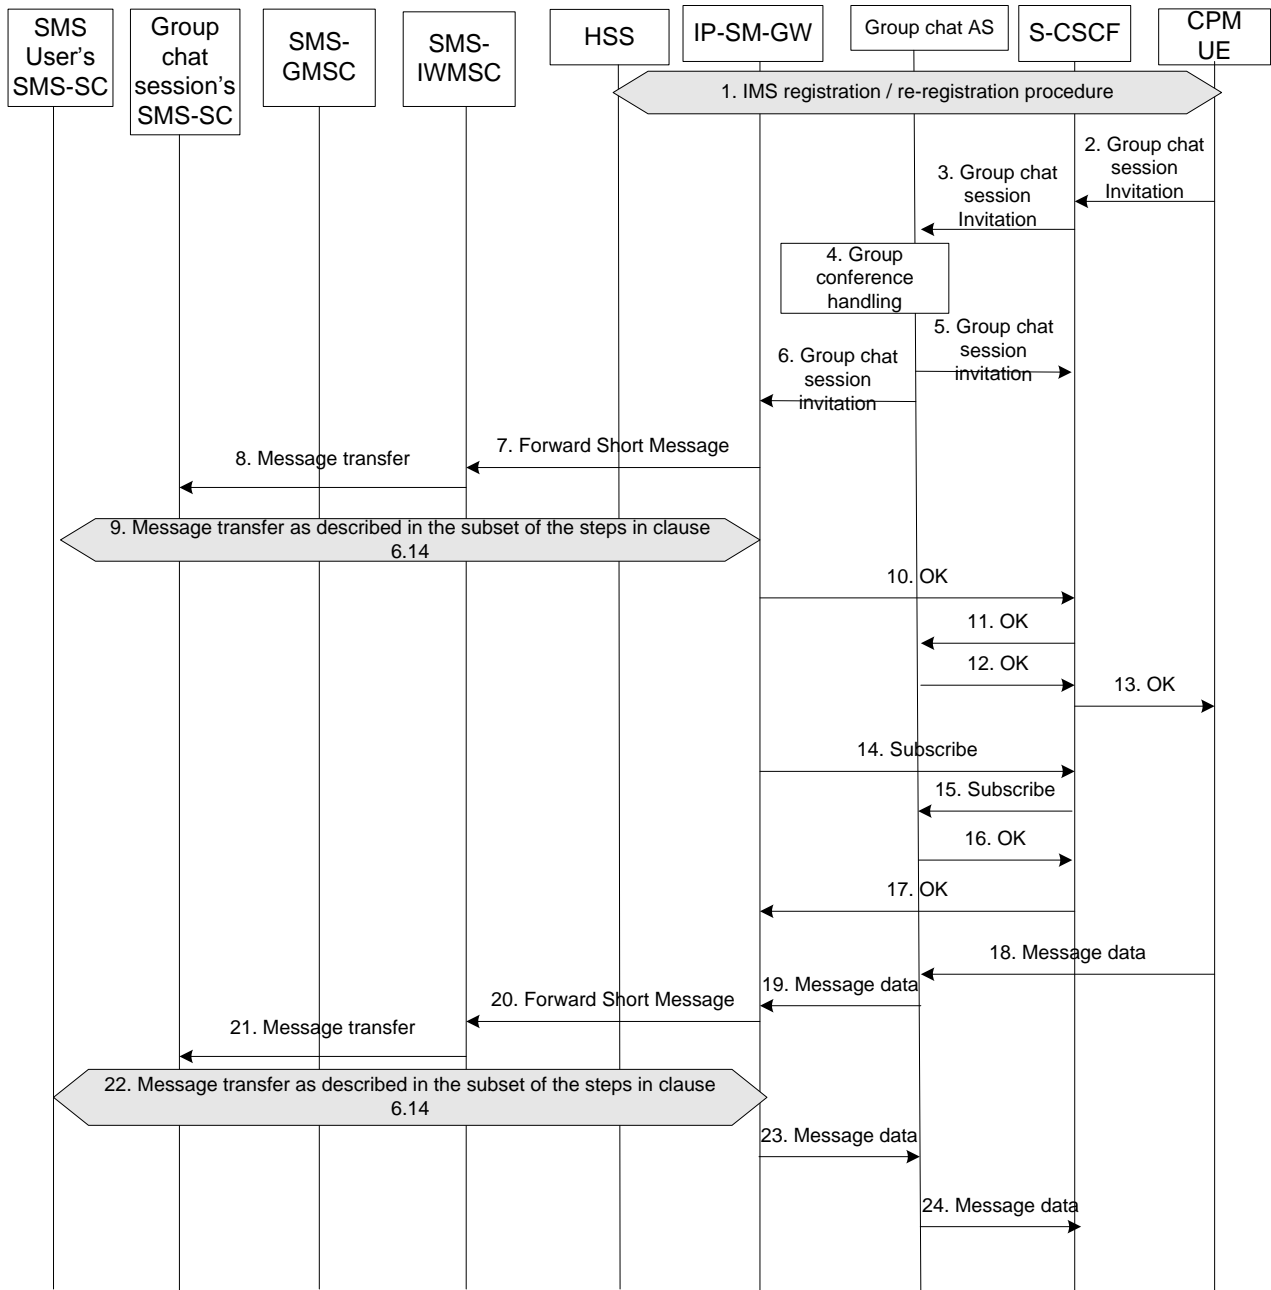 SMS
User's
SMS-SC
Group
chat
session's
SMS-SC
SMS-
GMSC
SMS-
IWMSC
HSS
IP-SM-GW
Group chat AS
S-CSCF
CPM
UE
1. IMS registration / re-registration procedure
2. Group chat
session
Invitation
3. Group chat
session
Invitation
4. Group
conference
handling
5. Group chat
session
invitation
6. Group chat
session
invitation
7. Forward Short Message
8. Message transfer
9. Message transfer as described in the subset of the steps in clause
6.14
10. OK
11. OK
12. OK
13. OK
14. Subscribe
15. Subscribe
16. OK
17. OK
18. Message data
19. Message data
20. Forward Short Message
21. Message transfer
22. Message transfer as described in the subset of the steps in clause
6.14
23. Message data
24. Message data